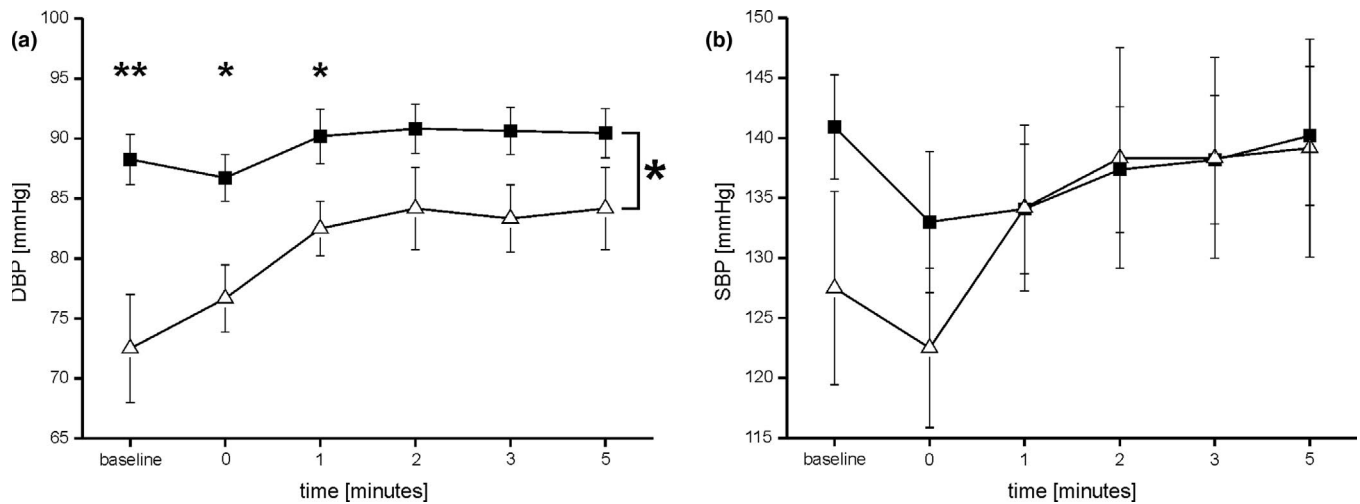 (a)
100
95
90
85
80
75
70
65
DBP [mmHg]
** * *
*
baseline 0 1 2 3 5
time [minutes]
(b)
150
145
140
135
130
125
120
115
SBP [mmHg]
baseline 0 1 2 3 5
time [minutes]